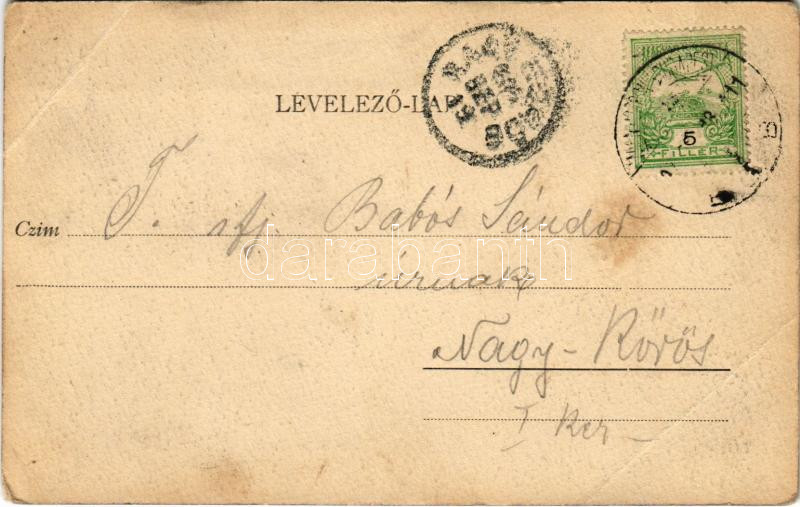 LEVELEZŐ-LAP
5
FILLÉR
Czim T. ifj. Babós Sándor
úrnak
Nagy-Kőrös
I Ker
darabanth